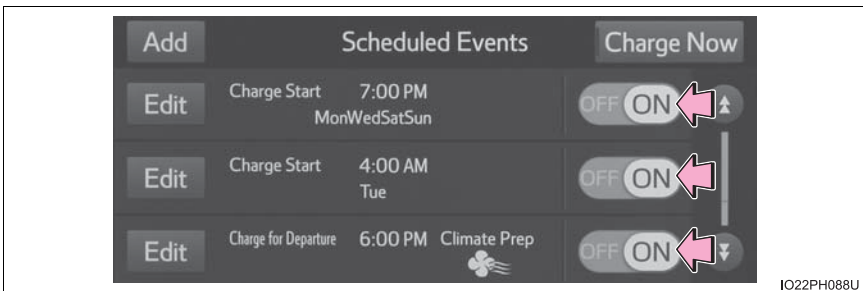 Add Scheduled Events Charge Now
Edit Charge Start 7:00 PM OFF ON
MonWedSatSun
Edit Charge Start 4:00 AM OFF ON
Tue
Edit Charge for Departure 6:00 PM Climate Prep OFF ON
IO22PH088U